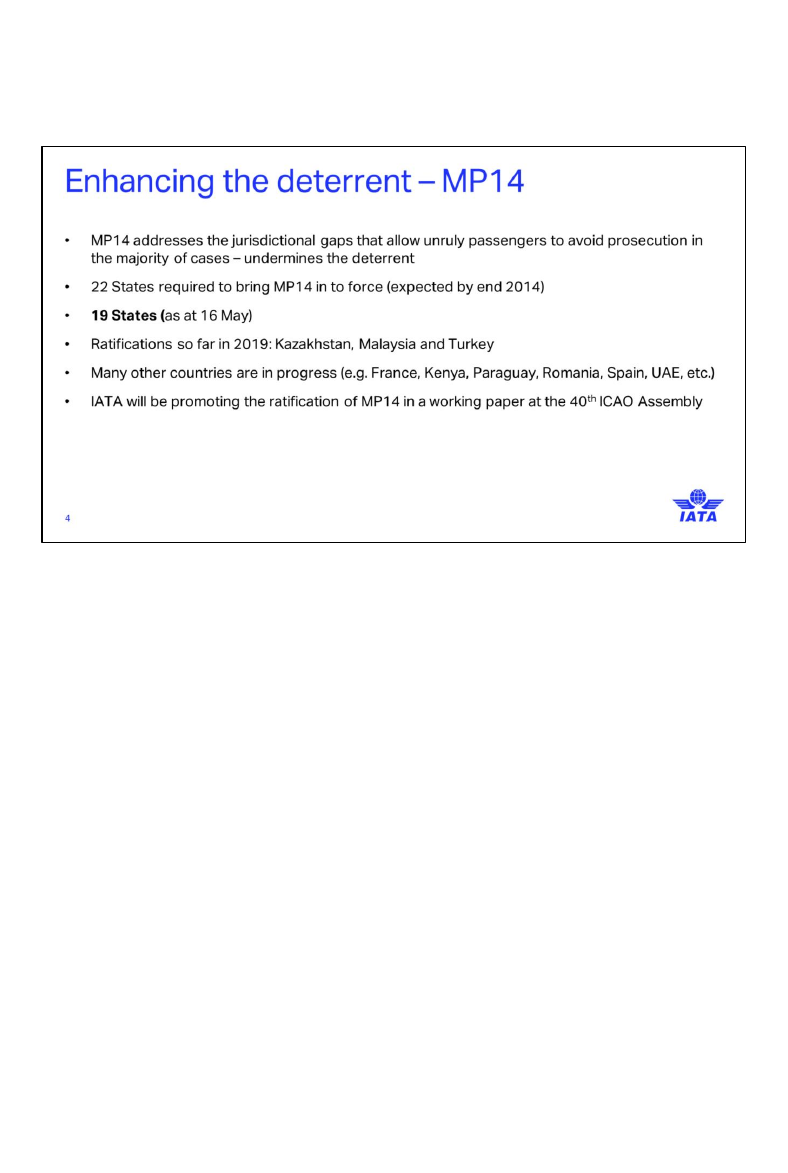 Enhancing the deterrent – MP14
• MP14 addresses the jurisdictional gaps that allow unruly passengers to avoid prosecution in
the majority of cases – undermines the deterrent
• 22 States required to bring MP14 in to force (expected by end 2014)
• 19 States (as at 16 May)
• Ratifications so far in 2019: Kazakhstan, Malaysia and Turkey
• Many other countries are in progress (e.g. France, Kenya, Paraguay, Romania, Spain, UAE, etc.)
• IATA will be promoting the ratification of MP14 in a working paper at the 40th ICAO Assembly
4
IATA